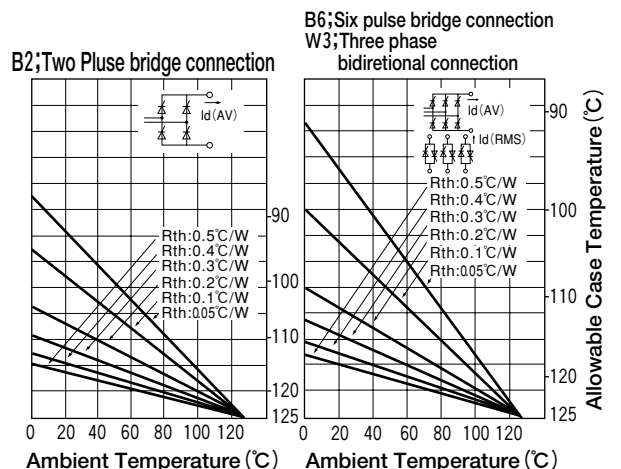 B2;Two Pluse bridge connection
Id(AV)
-90
Rth:0.5℃/W
Rth:0.4℃/W
Rth:0.3℃/W
Rth:0.2℃/W
Rth:0.1℃/W
Rth:0.05℃/W
-100
-110
-120
125
0 20 40 60 80 100 120
Ambient Temperature (℃)
B6;Six pulse bridge connection
W3;Three phase
bidiretional connection
Id(AV)
Id(RMS)
-90
Rth:0.5℃/W
Rth:0.4℃/W
Rth:0.3℃/W
Rth:0.2℃/W
Rth:0.1℃/W
Rth:0.05℃/W
-100
-110
-120
125
0 20 40 60 80 100 120
Ambient Temperature (℃)
Allowable Case Temperature (℃)